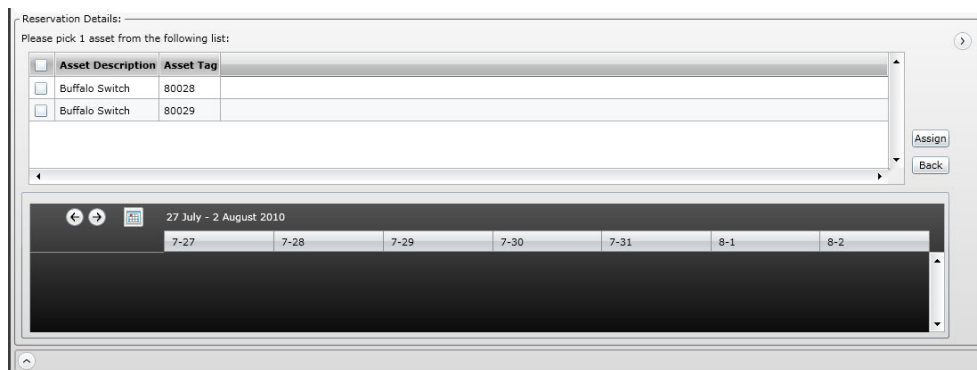 Reservation Details:
Please pick 1 asset from the following list:
Asset Description Asset Tag
Buffalo Switch 80028
Buffalo Switch 80029
Assign
Back
27 July - 2 August 2010
7-27 7-28 7-29 7-30 7-31 8-1 8-2